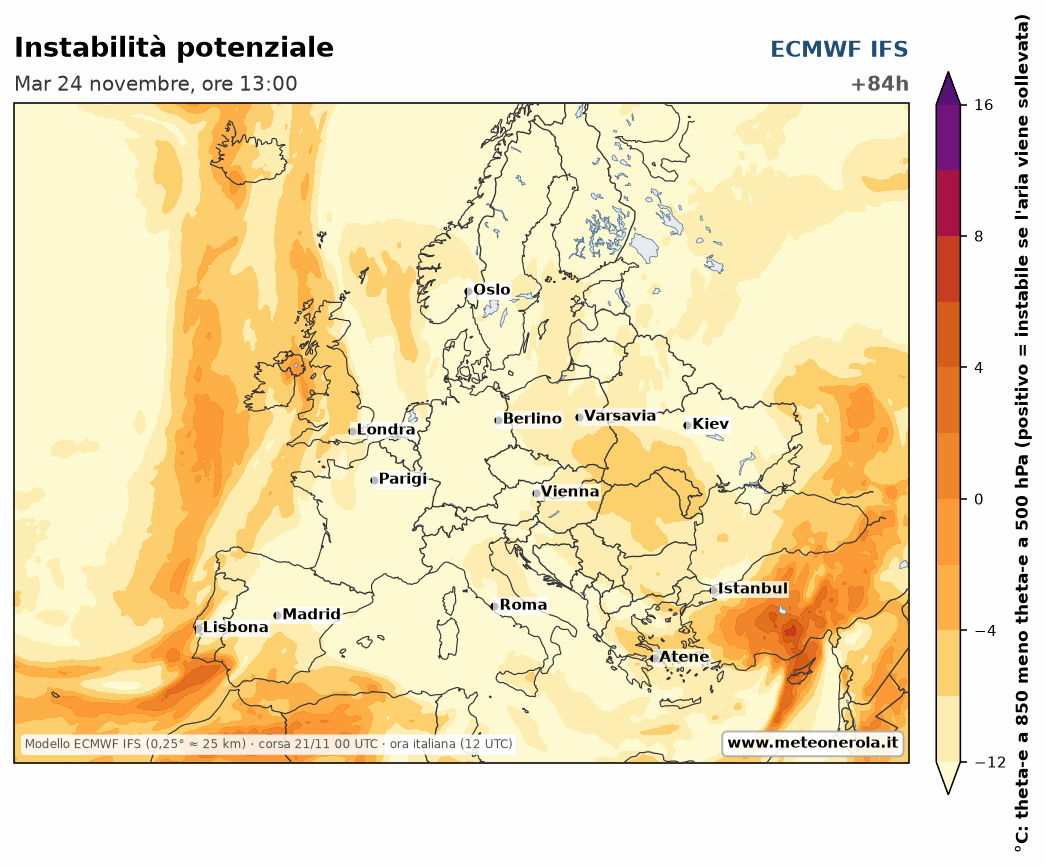 Instabilità potenziale
ECMWF IFS
Mar 24 novembre, ore 13:00
+84h
Oslo
Berlino
Varsavia
Kiev
Londra
Parigi
Vienna
Istanbul
Roma
Madrid
Lisbona
Atene
Modello ECMWF IFS (0,25° ≈ 25 km) · corsa 21/11 00 UTC · ora italiana (12 UTC)
www.meteonerola.it
16
8
4
0
−4
−12
°C: theta-e a 850 meno theta-e a 500 hPa (positivo = instabile se l'aria viene sollevata)